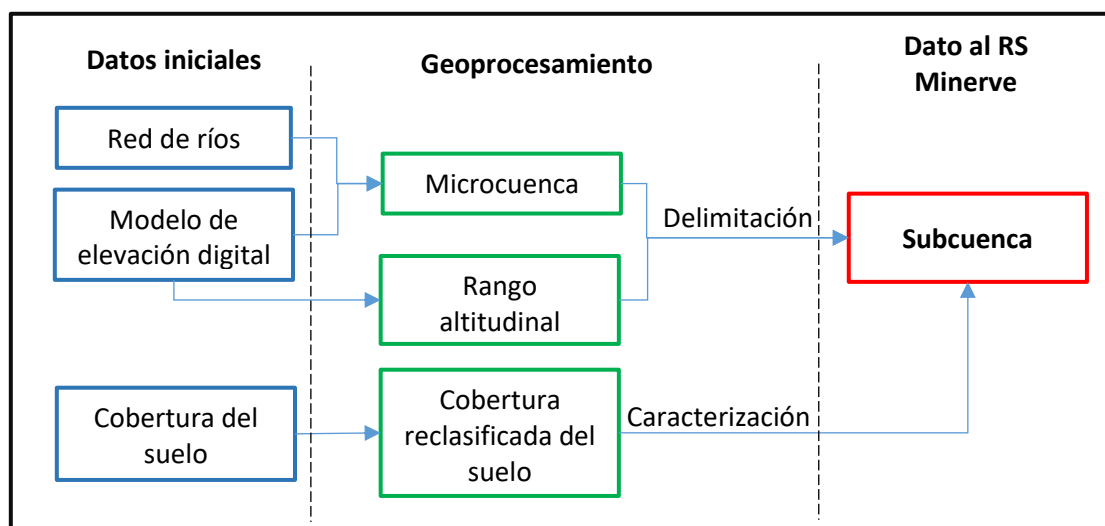 Datos iniciales
Geoprocesamiento
Dato al RS
Minerve
Red de ríos
Modelo de
elevación digital
Cobertura del
suelo
Microcuenca
Rango
altitudinal
Cobertura
reclasificada del
suelo
Delimitación
Caracterización
Subcuenca